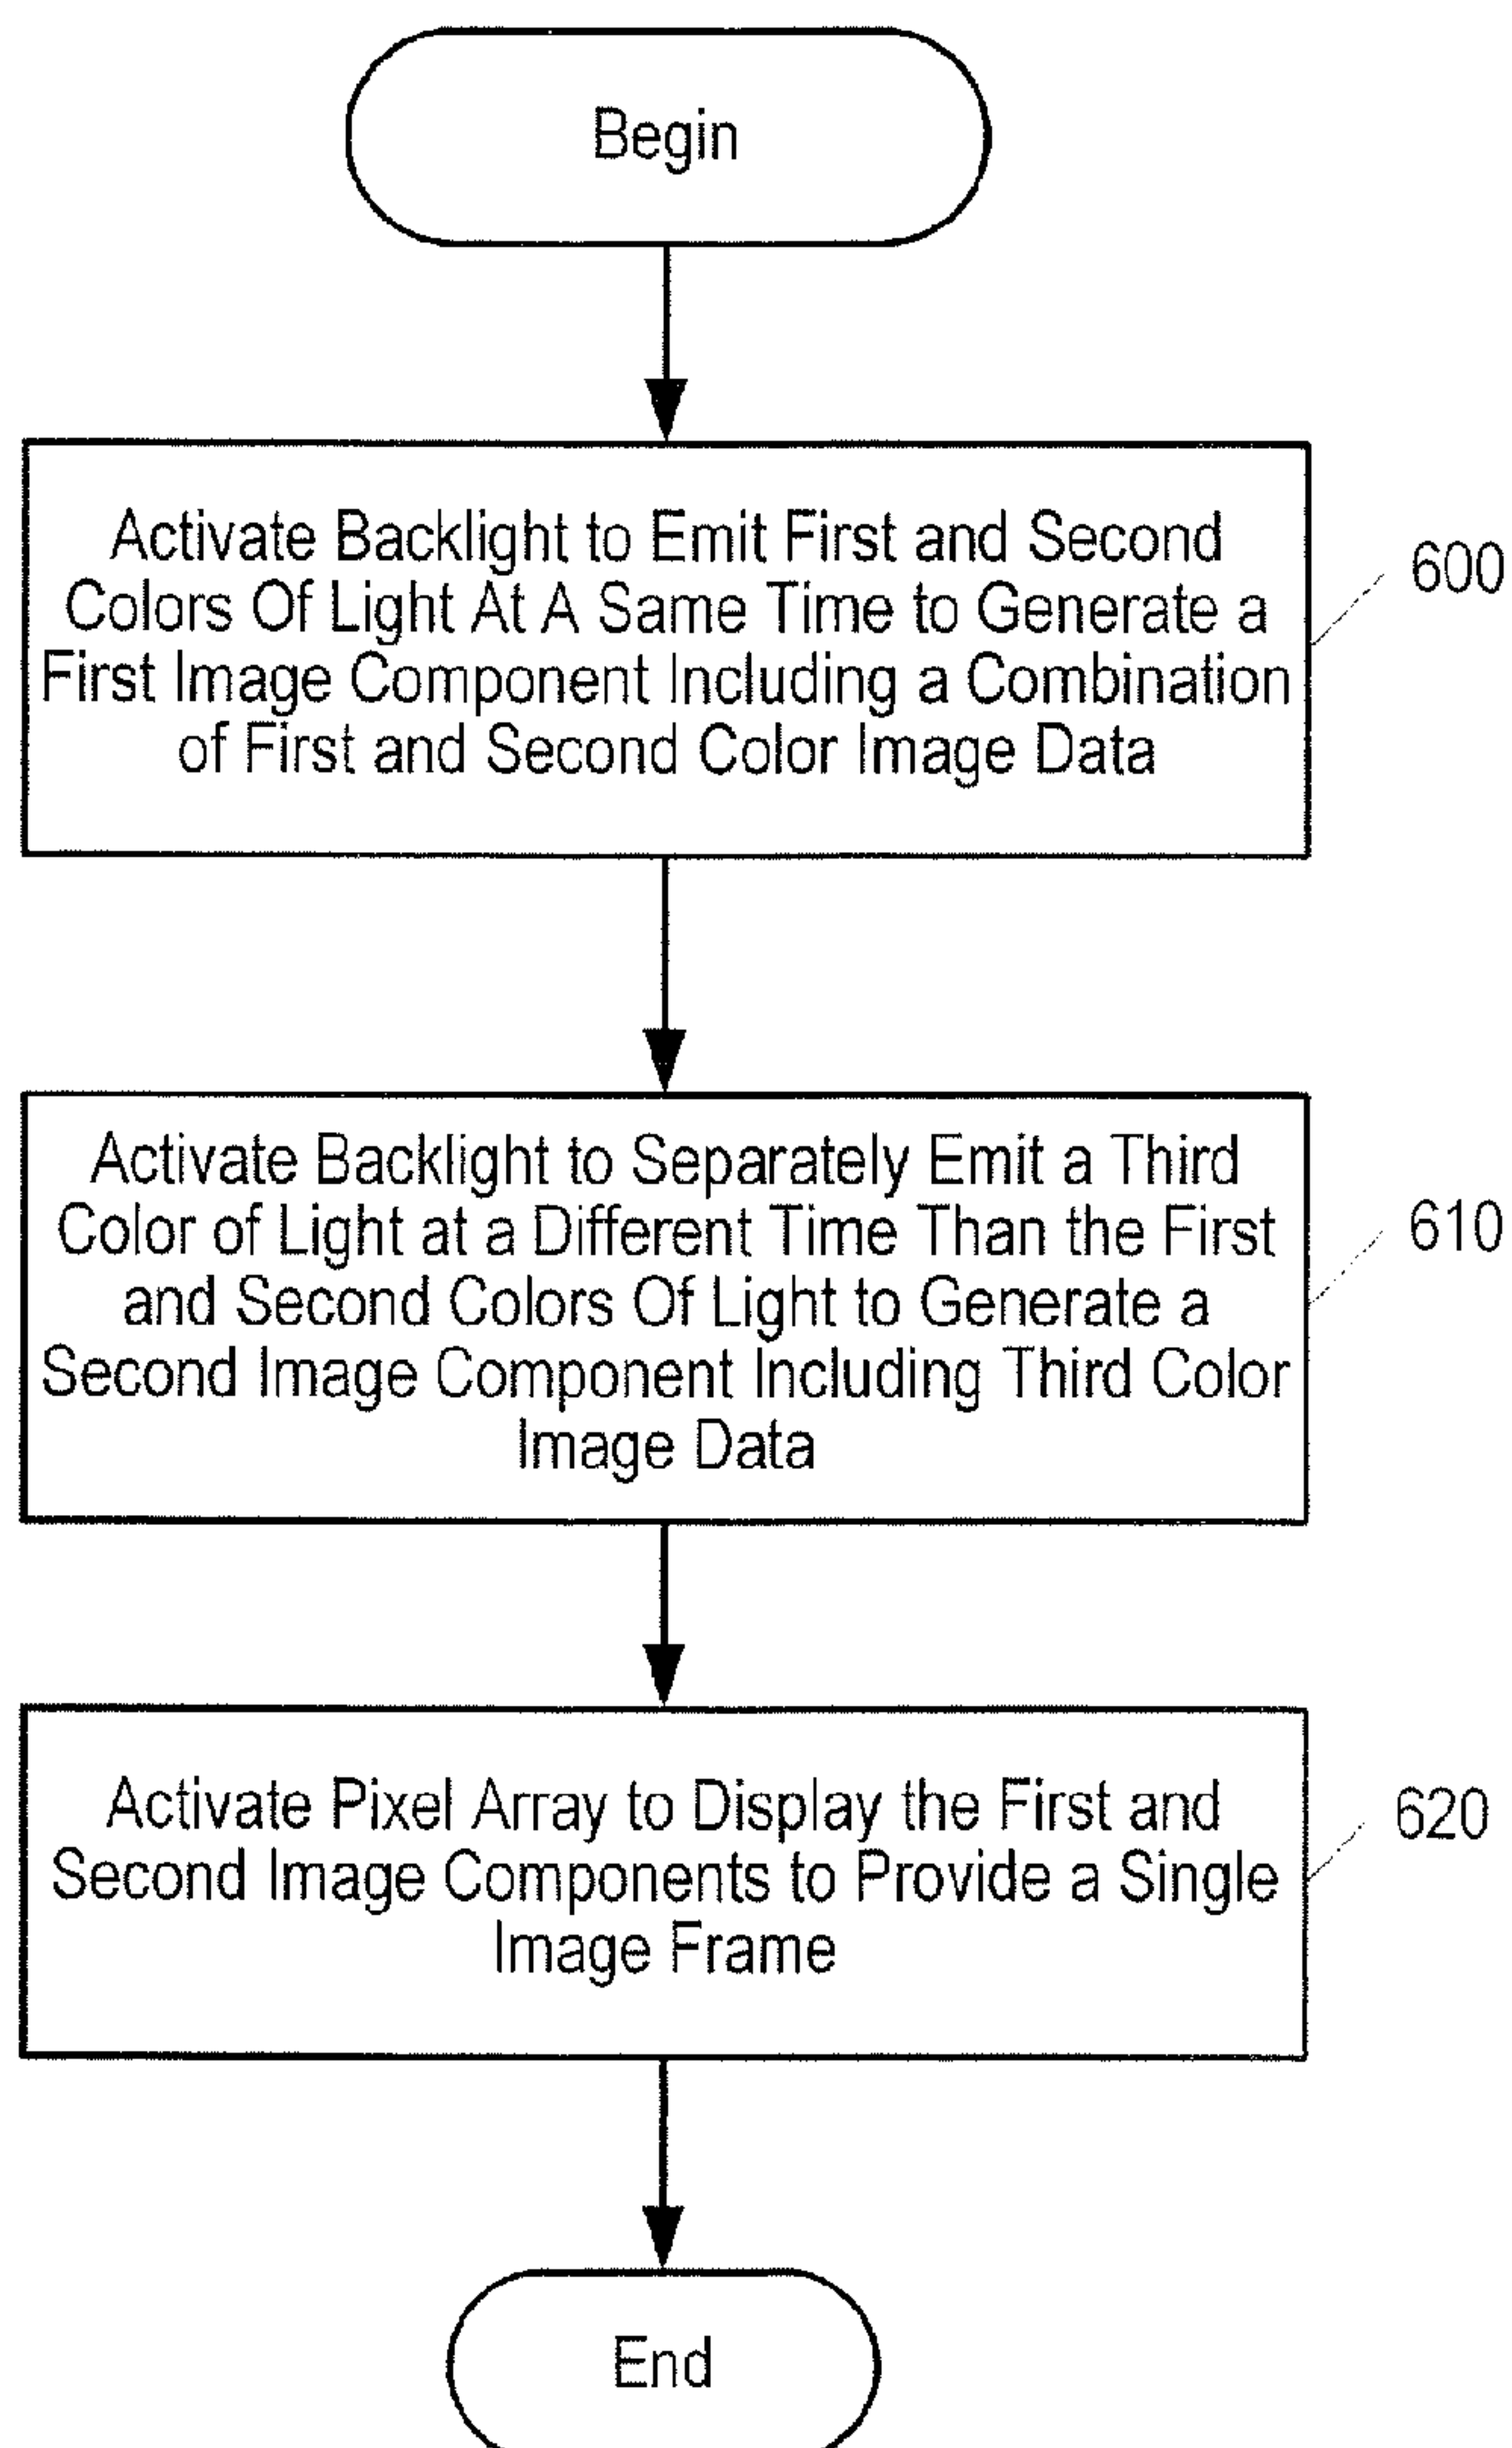 Begin
Activate Backlight to Emit First and Second
Colors Of Light At A Same Time to Generate a
First Image Component Including a Combination
of First and Second Color Image Data
600
Activate Backlight to Separately Emit a Third
Color of Light at a Different Time Than the First
and Second Colors Of Light to Generate a
Second Image Component Including Third Color
Image Data
610
Activate Pixel Array to Display the First and
Second Image Components to Provide a Single
Image Frame
620
End